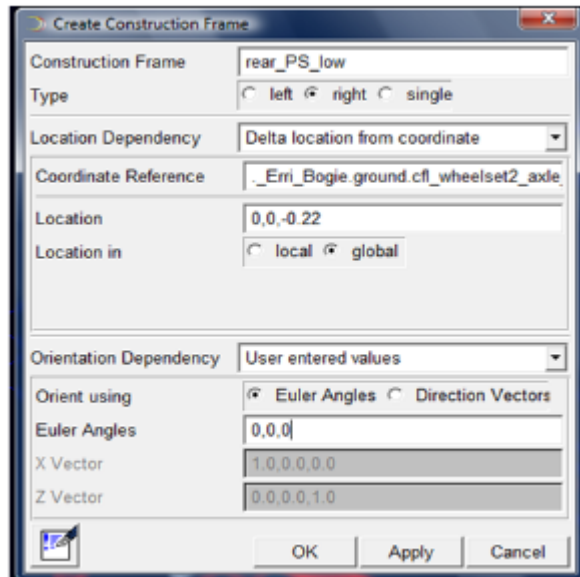 Create Construction Frame
Construction Frame rear_PS_low
Type left right single
Location Dependency Delta location from coordinate
Coordinate Reference ._Erri_Bogie.ground.cfl_wheelset2_axle_
Location 0,0,-0.22
Location in local global
Orientation Dependency User entered values
Orient using Euler Angles Direction Vectors
Euler Angles 0,0,0
X Vector 1.0,0.0,0.0
Z Vector 0.0,0.0,1.0
OK Apply Cancel